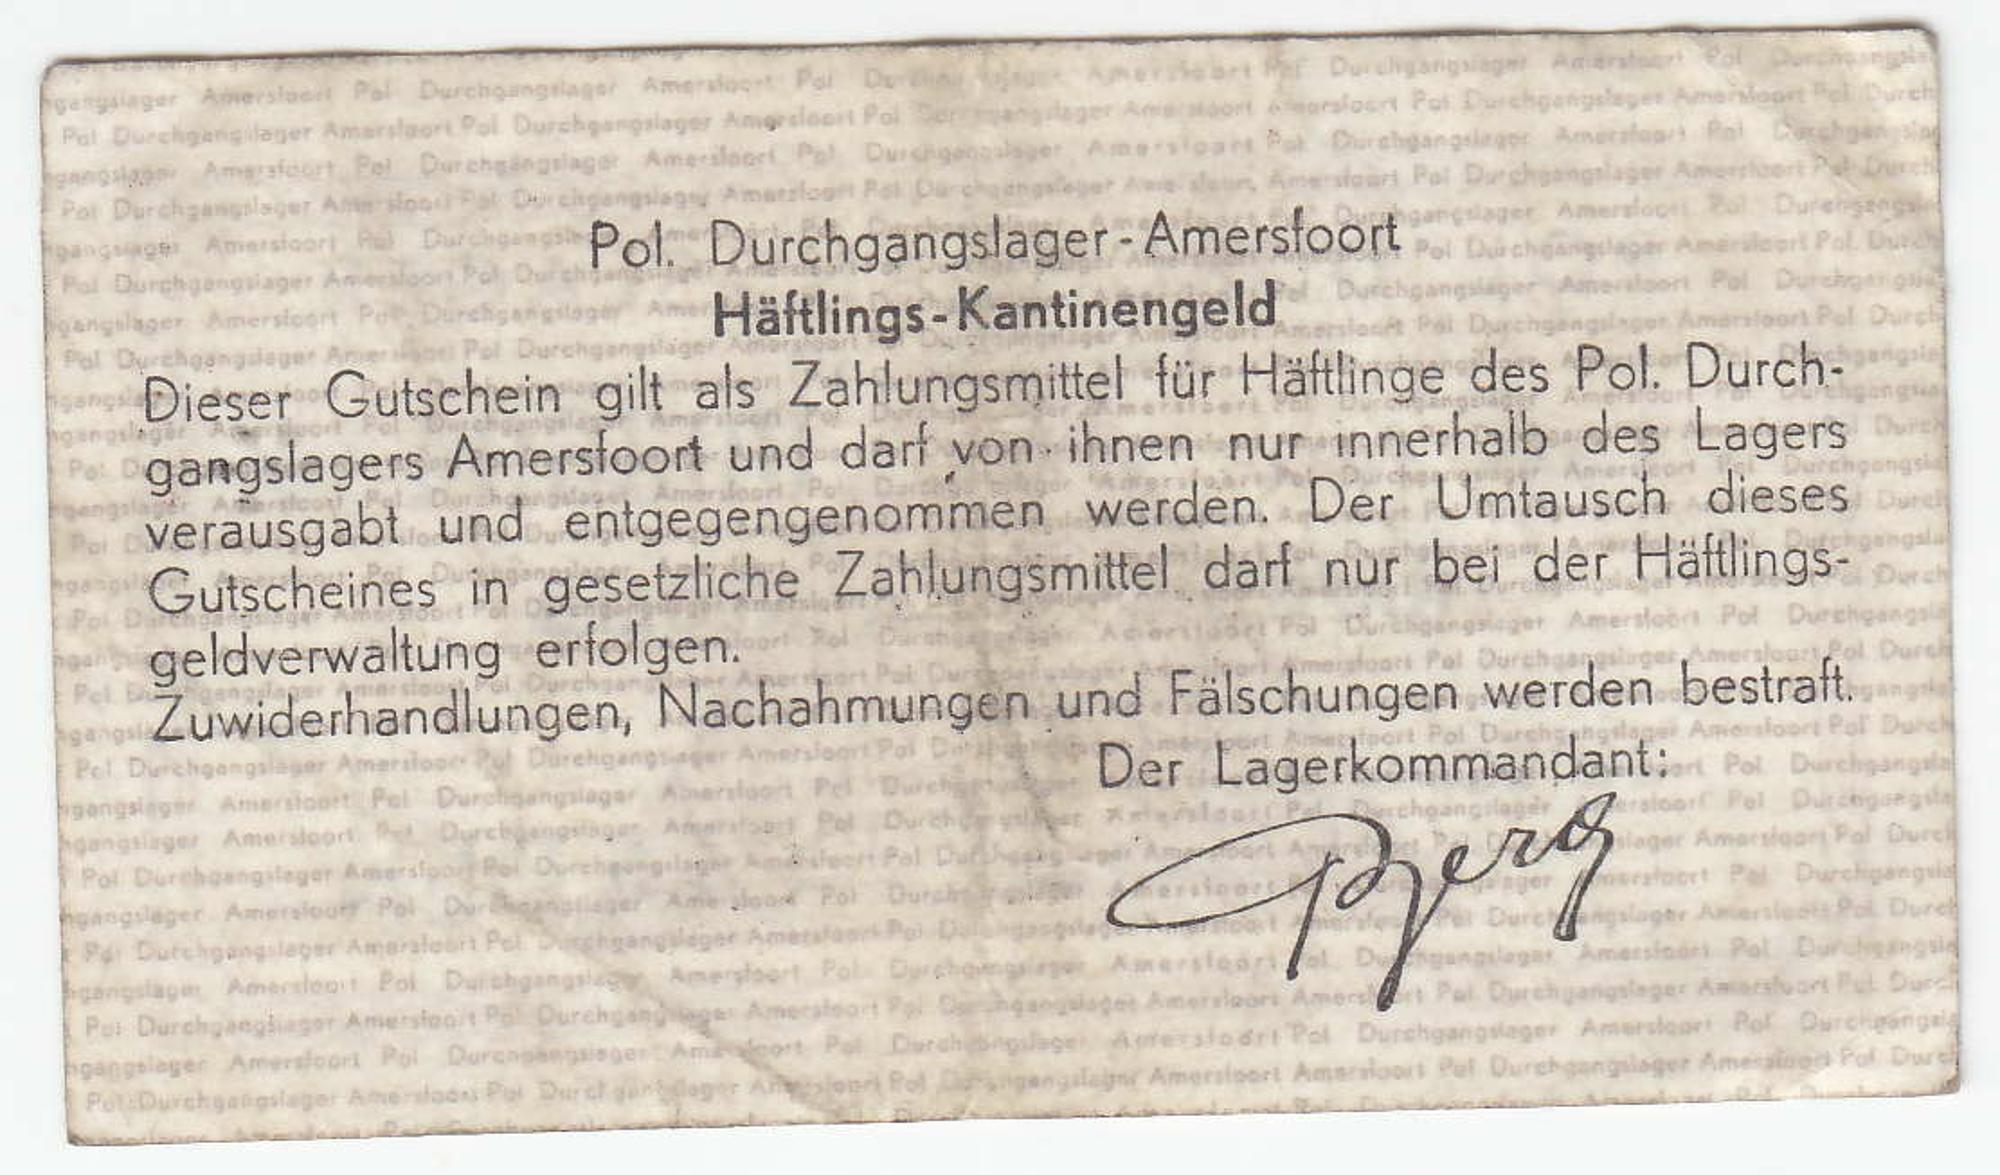 Pol. Durchgangslager - Amersfoort
Häftlings - Kantinengeld
Dieser Gutschein gilt als Zahlungsmittel für Häftlinge des Pol. Durch-
gangslagers Amersfoort und darf von ihnen nur innerhalb des Lagers
verausgabt und entgegengenommen werden. Der Umtausch dieses
Gutscheines in gesetzliche Zahlungsmittel darf nur bei der Häftlings-
geldverwaltung erfolgen.
Zuwiderhandlungen, Nachahmungen und Fälschungen werden bestraft.
Der Lagerkommandant:
Berg